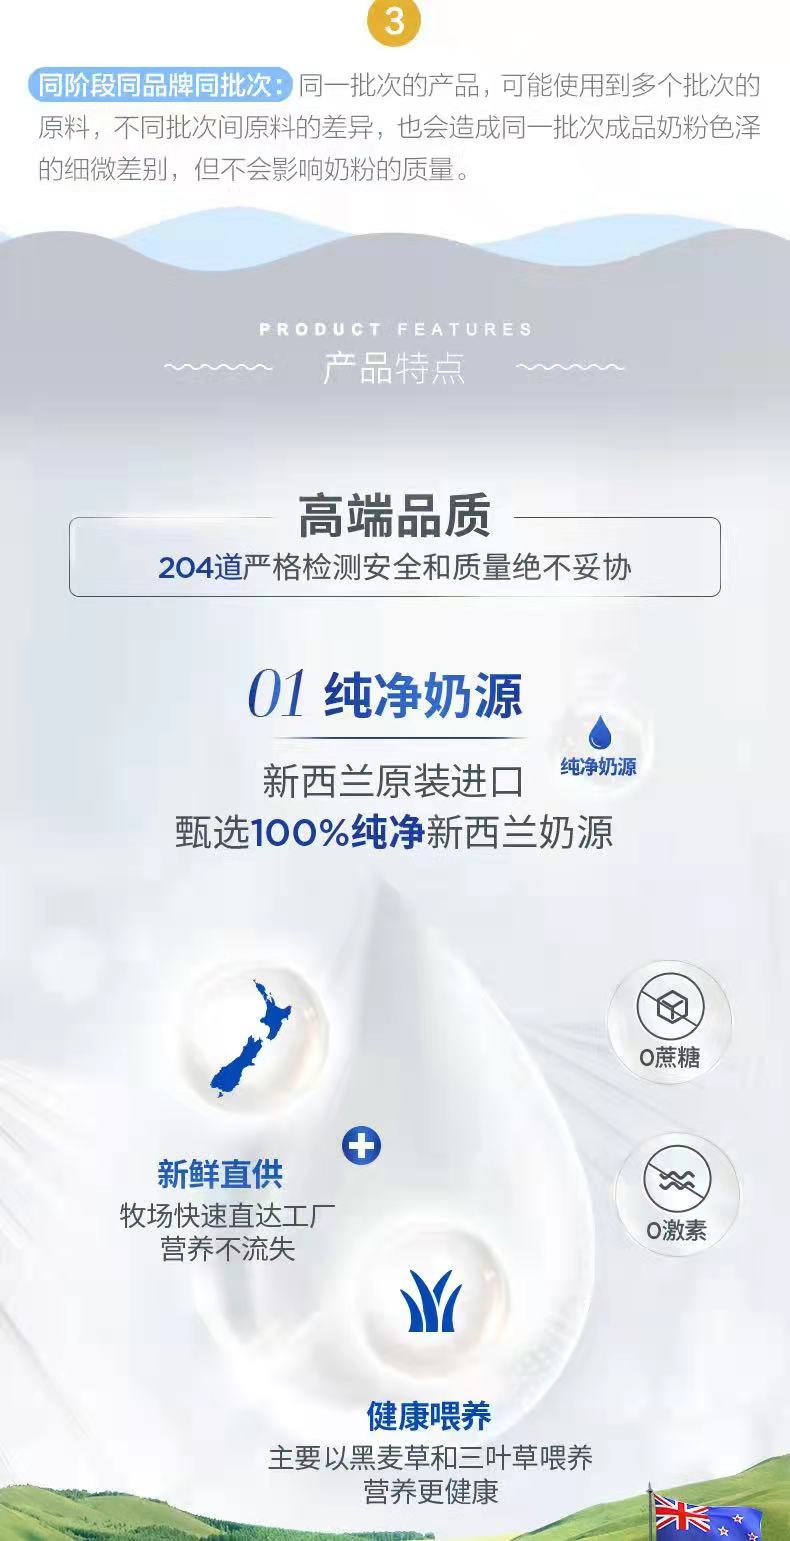 3
同阶段同品牌同批次：同一批次的产品，可能使用到多个批次的
原料，不同批次间原料的差异，也会造成同一批次成品奶粉色泽
的细微差别，但不会影响奶粉的质量。
PRODUCT FEATURES
产品特点
高端品质
204道严格检测安全和质量绝不妥协
01 纯净奶源
纯净奶源
新西兰原装进口
甄选100%纯净新西兰奶源
0蔗糖
新鲜直供
牧场快速直达工厂
营养不流失
0激素
健康喂养
主要以黑麦草和三叶草喂养
营养更健康